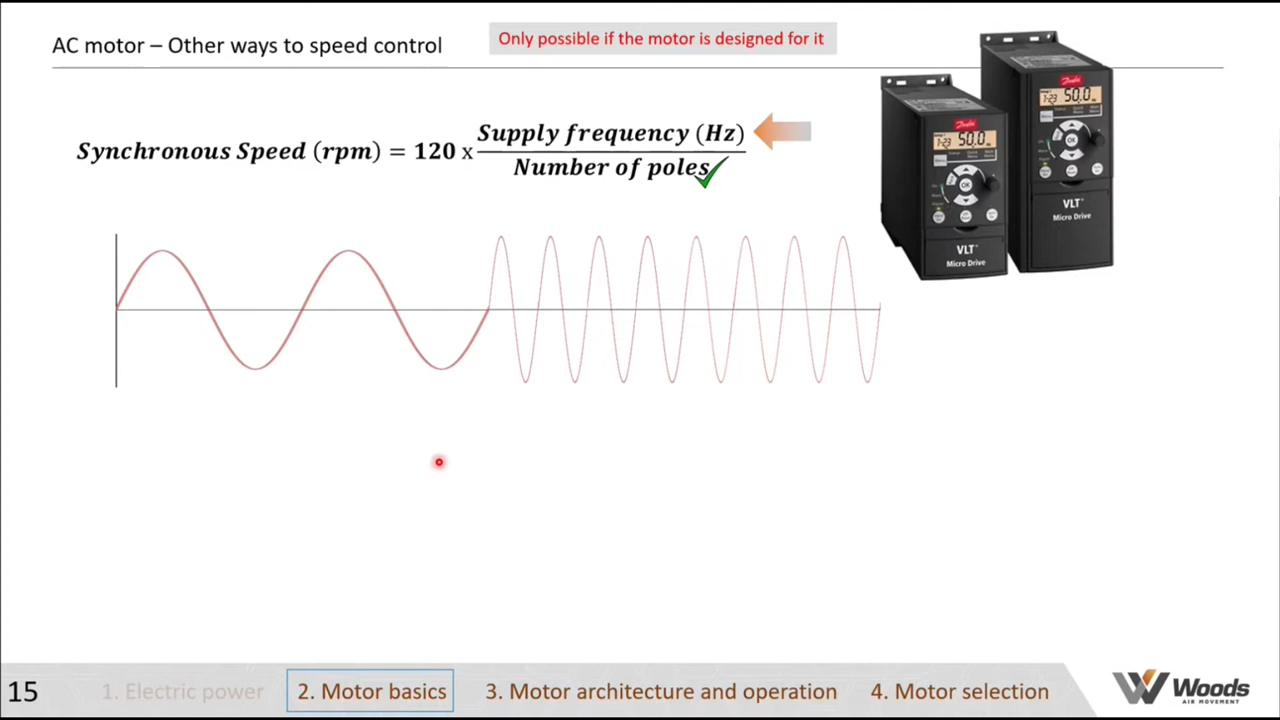 AC motor – Other ways to speed control
Only possible if the motor is designed for it
Synchronous Speed (rpm) = 120 x Supply frequency (Hz)
Number of poles
Danfoss
50.0
VLT
Micro Drive
Danfoss
50.0
VLT
Micro Drive
15
1. Electric power
2. Motor basics
3. Motor architecture and operation
4. Motor selection
Woods
AIR MOVEMENT